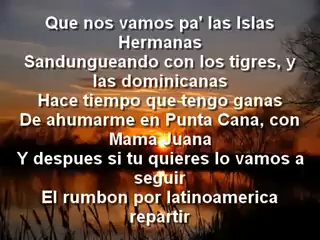 Que nos vamos pa' las Islas
Hermanas
Sandungueando con los tigres, y
las dominicanas
Hace tiempo que tengo ganas
De ahumarme en Punta Cana, con
Mama Juana
Y despues si tu quieres lo vamos a
seguir
El rumbon por latinoamerica
repartir